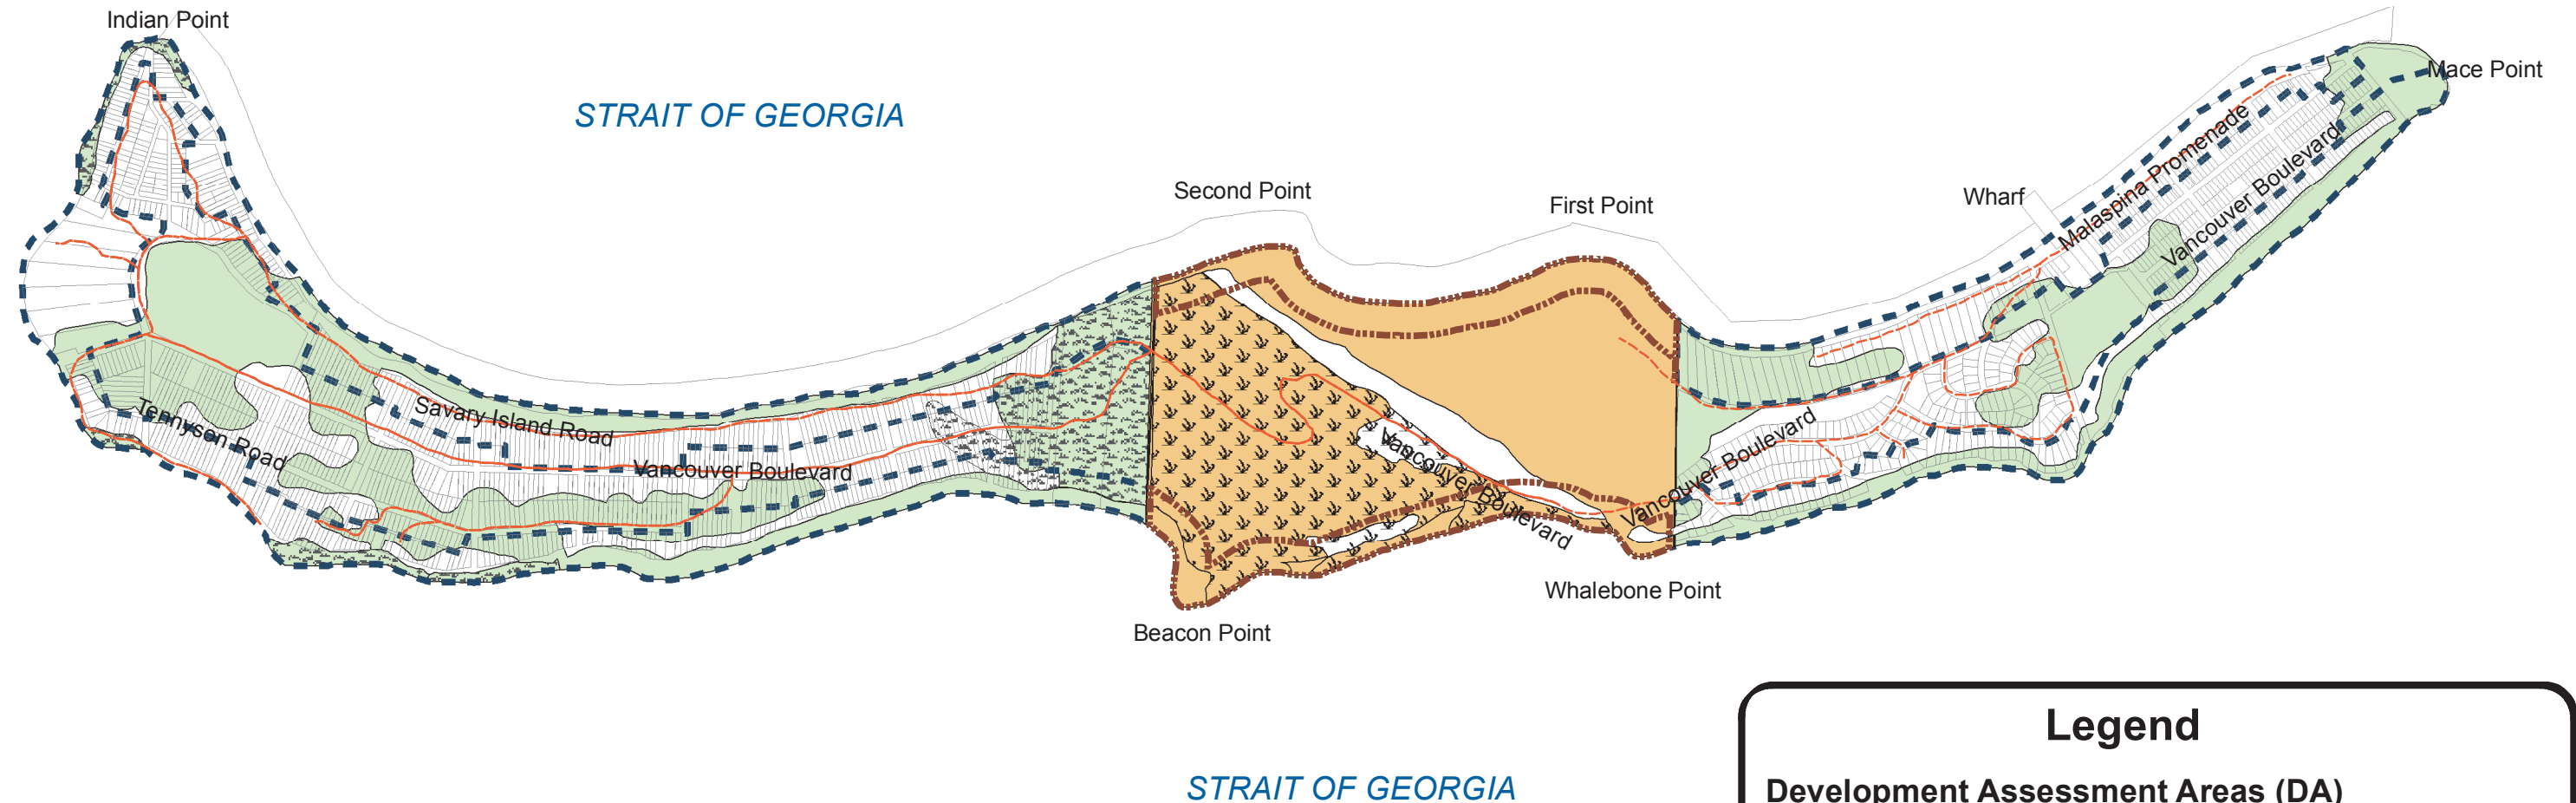 Indian Point
Mace Point
STRAIT OF GEORGIA
Second Point
First Point
Wharf
Malaspina Promenade
Vancouver Boulevard
Tennyson Road
Savary Island Road
Vancouver Boulevard
Vancouver Boulevard
Vancouver Boulevard
Whalebone Point
Beacon Point
Legend
STRAIT OF GEORGIA
Development Assessment Areas (DA)